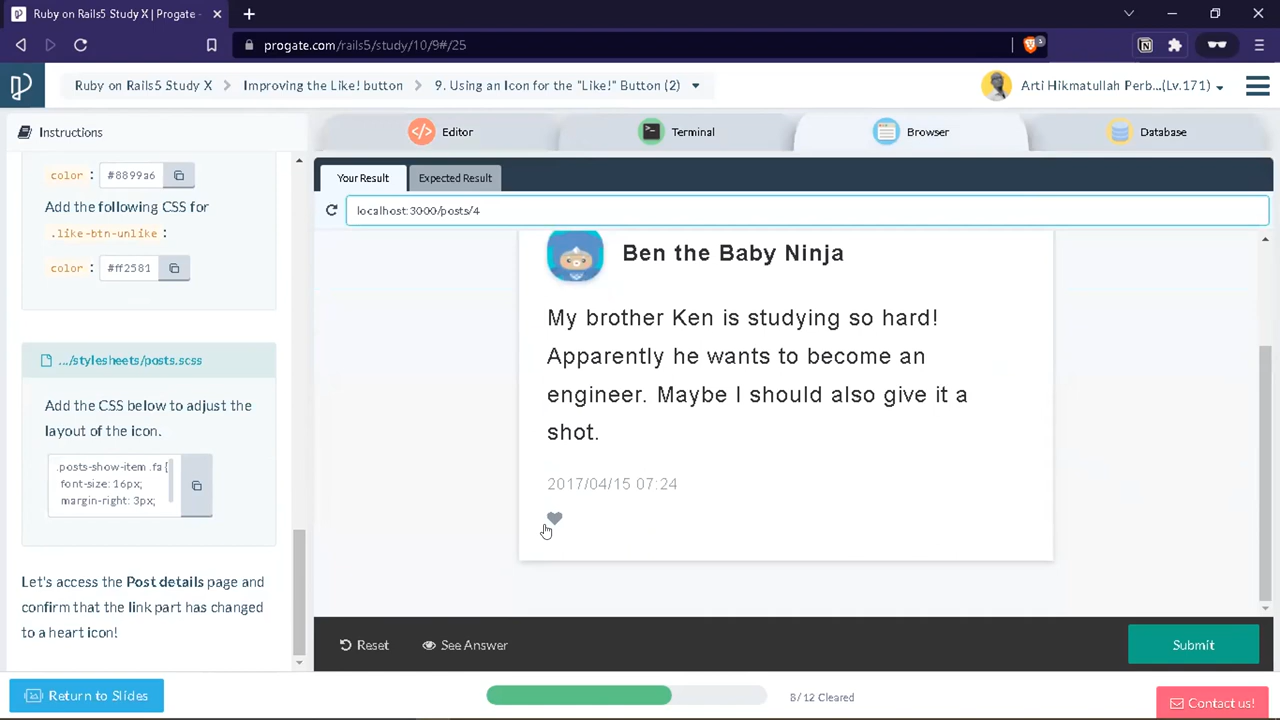 Ruby on Rails5 Study X | Progate -
progate.com/rails5/study/10/9#/25
3
Ruby on Rails5 Study X
Improving the Like! button
9. Using an Icon for the "Like!" Button (2)
Arti Hikmatullah Perb...(Lv.171)
Instructions
Editor
Terminal
Browser
Database
color : #8899a6
Add the following CSS for
.like-btn-unlike :
color : #ff2581
.../stylesheets/posts.scss
Add the CSS below to adjust the
layout of the icon.
.posts-show-item .fa {
font-size: 16px;
margin-right: 3px;
Let's access the Post details page and
confirm that the link part has changed
to a heart icon!
Your Result
Expected Result
localhost:3000/posts/4
Ben the Baby Ninja
My brother Ken is studying so hard!
Apparently he wants to become an
engineer. Maybe I should also give it a
shot.
2017/04/15 07:24
Reset
See Answer
Submit
Return to Slides
8/12 Cleared
Contact us!